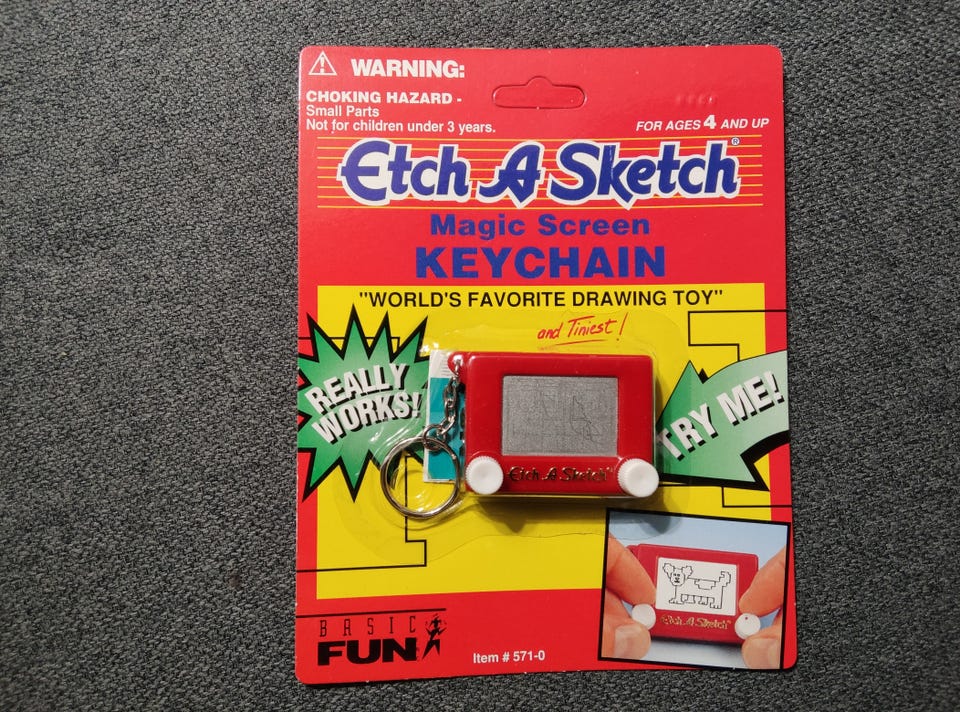 WARNING:
CHOKING HAZARD -
Small Parts
Not for children under 3 years.
FOR AGES 4 AND UP
Etch A Sketch®
Magic Screen
KEYCHAIN
"WORLD'S FAVORITE DRAWING TOY"
and Tiniest!
REALLY
WORKS!
TRY ME!
Etch A Sketch
Etch A Sketch
BASIC
FUN
Item # 571-0